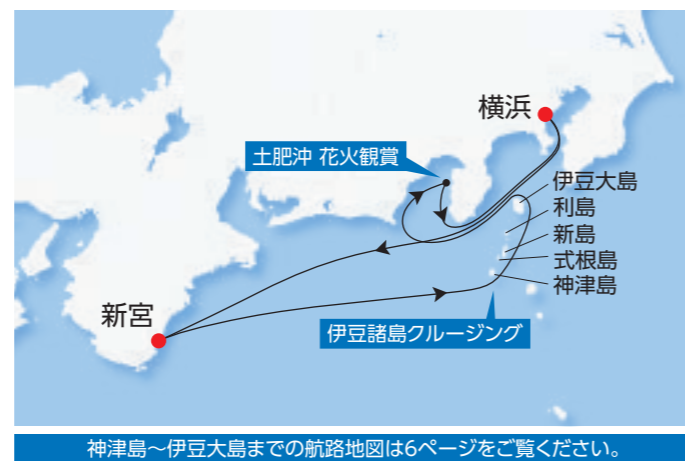 横浜
土肥沖 花火観賞
伊豆大島
利島
新島
式根島
神津島
新宮
伊豆諸島クルージング
神津島～伊豆大島までの航路地図は6ページをご覧ください。